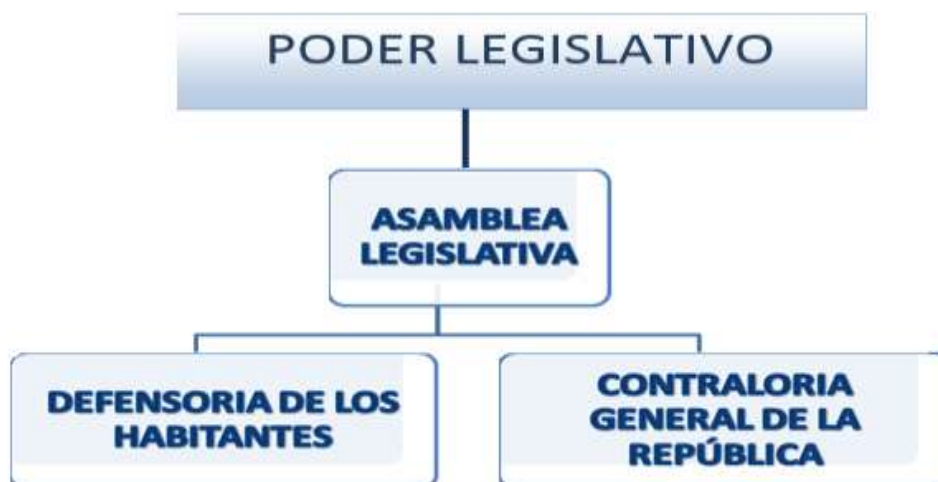 PODER LEGISLATIVO
ASAMBLEA
LEGISLATIVA
DEFENSORIA DE LOS
HABITANTES
CONTRALORIA
GENERAL DE LA
REPÚBLICA